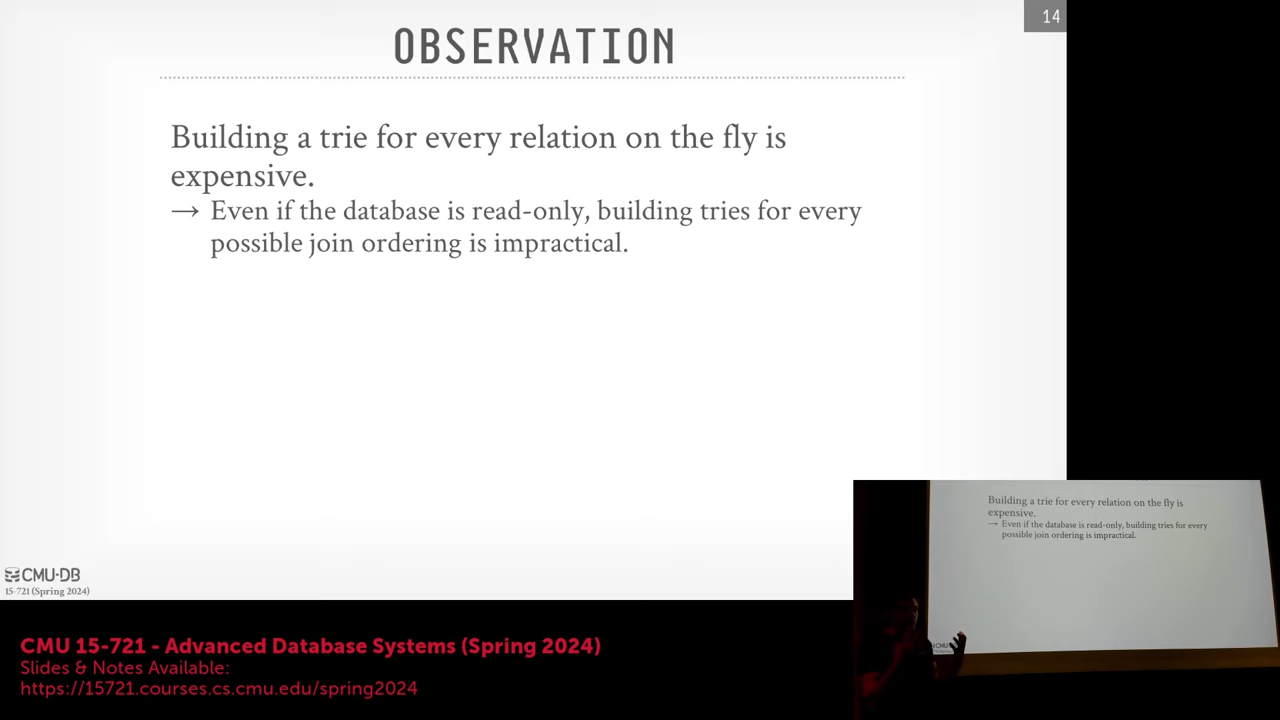 14
OBSERVATION
Building a trie for every relation on the fly is
expensive.
→ Even if the database is read-only, building tries for every
possible join ordering is impractical.
CMU·DB
15-721 (Spring 2024)
Building a trie for every relation on the fly is
expensive.
→ Even if the database is read-only, building tries for every
possible join ordering is impractical.
CMU 15-721 - Advanced Database Systems (Spring 2024)
Slides & Notes Available:
https://15721.courses.cs.cmu.edu/spring2024